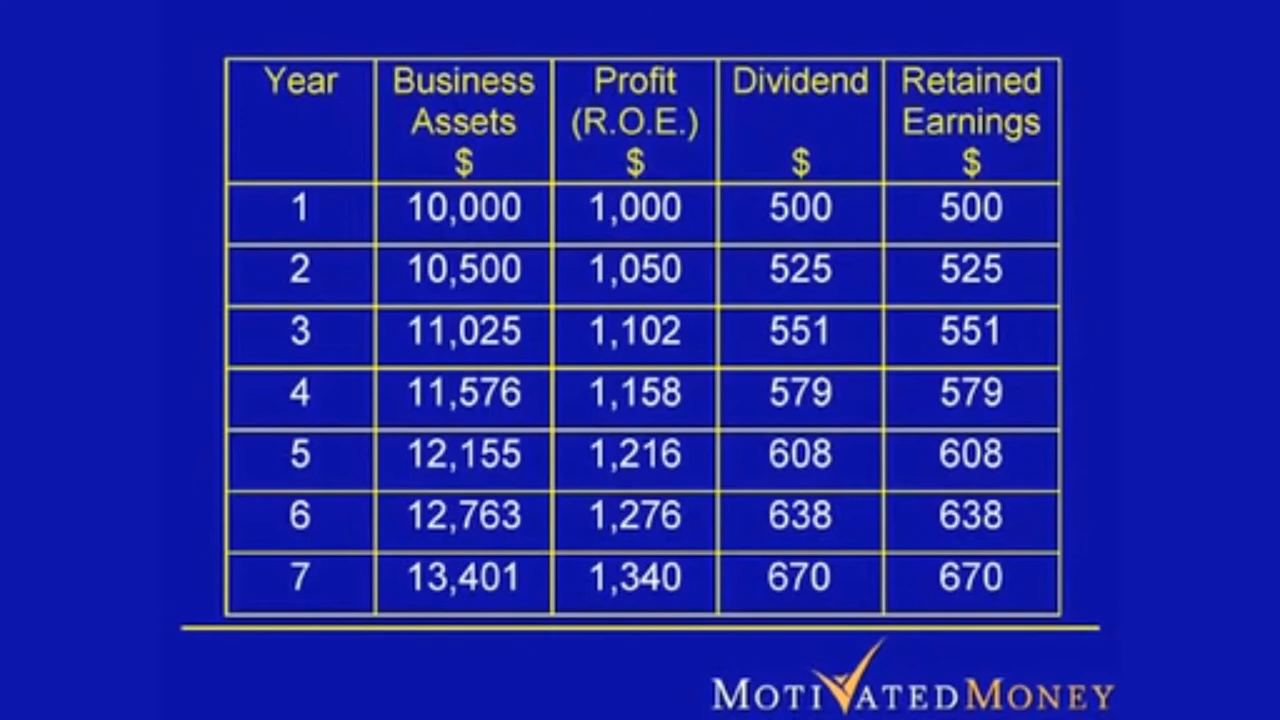 Year Business Profit Dividend Retained
Assets (R.O.E.) Earnings
$ $ $ $
1 10,000 1,000 500 500
2 10,500 1,050 525 525
3 11,025 1,102 551 551
4 11,576 1,158 579 579
5 12,155 1,216 608 608
6 12,763 1,276 638 638
7 13,401 1,340 670 670
MOTIVATEDMONEY